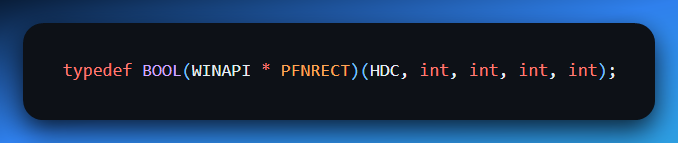 typedef BOOL(WINAPI * PFNRECT)(HDC, int, int, int, int);